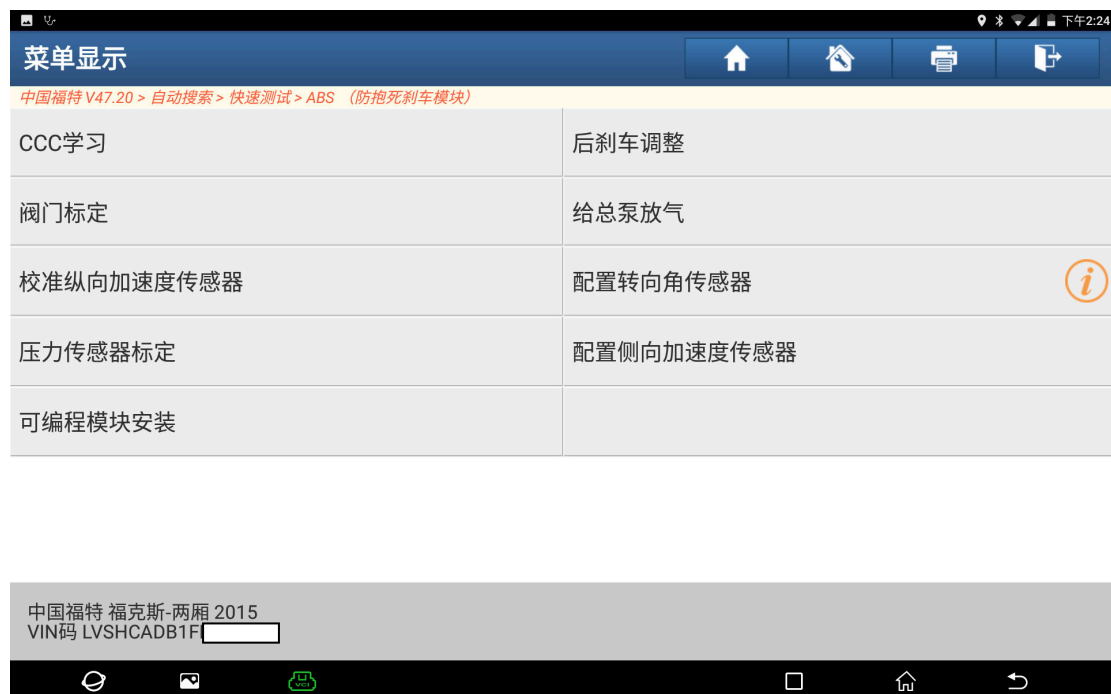 下午2:24
菜单显示
中国福特 V47.20 > 自动搜索 > 快速测试 > ABS （防抱死刹车模块）
CCC学习
后刹车调整
阀门标定
给总泵放气
校准纵向加速度传感器
配置转向角传感器
i
压力传感器标定
配置侧向加速度传感器
可编程模块安装
中国福特 福克斯-两厢 2015
VIN码 LVSHCADB1F
VCI